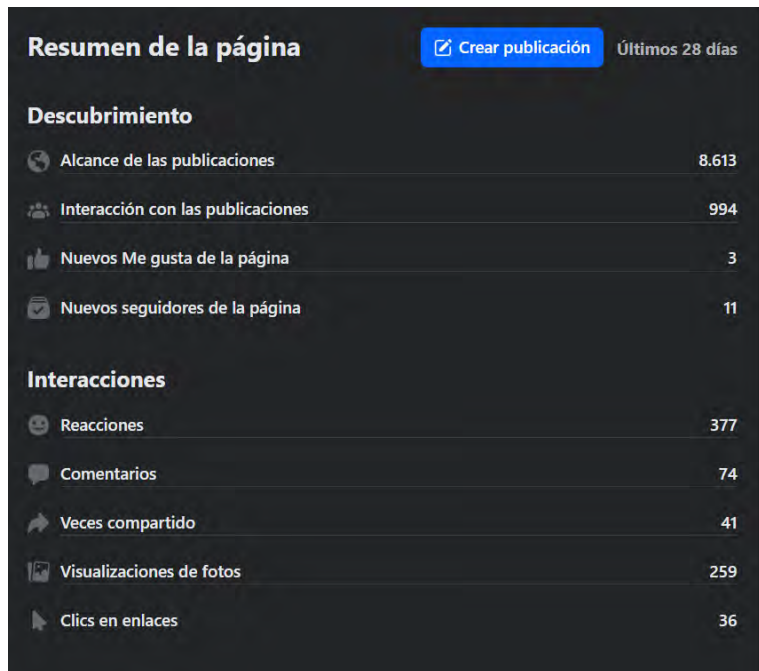 Resumen de la página
Crear publicación
Últimos 28 días
Descubrimiento
Alcance de las publicaciones 8.613
Interacción con las publicaciones 994
Nuevos Me gusta de la página 3
Nuevos seguidores de la página 11
Interacciones
Reacciones 377
Comentarios 74
Veces compartido 41
Visualizaciones de fotos 259
Clics en enlaces 36